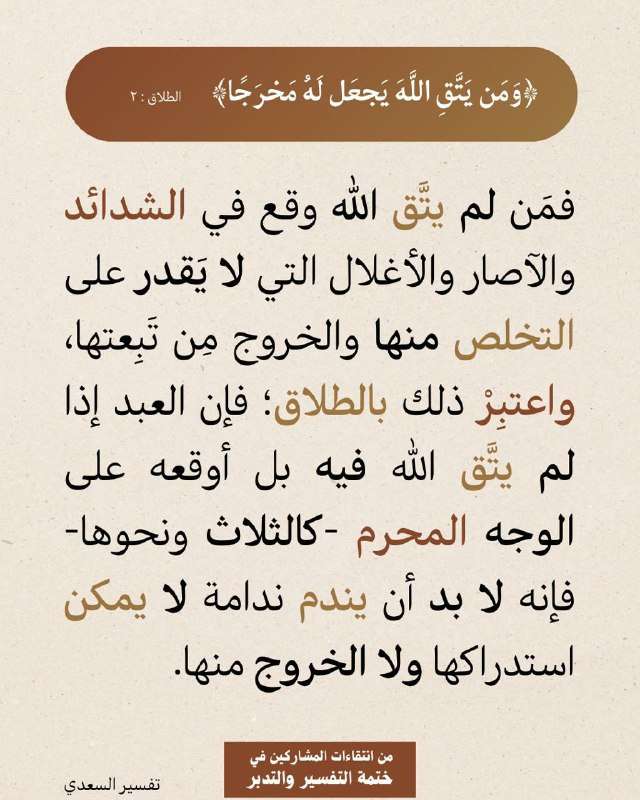 ﴿وَمَن يَتَّقِ اللَّهَ يَجعَل لَهُ مَخرَجًا﴾ الطلاق : ٢
فمَن لم يتَّق الله وقع في الشدائد
والآصار والأغلال التي لا يَقدر على
التخلص منها والخروج مِن تَبِعتها،
واعتبِرْ ذلك بالطلاق؛ فإن العبد إذا
لم يتَّق الله فيه بل أوقعه على
الوجه المحرم -كالثلاث ونحوها-
فإنه لا بد أن يندم ندامة لا يمكن
استدراكها ولا الخروج منها.
من انتقاءات المشاركين في
ختمة التفسير والتدبر
تفسير السعدي